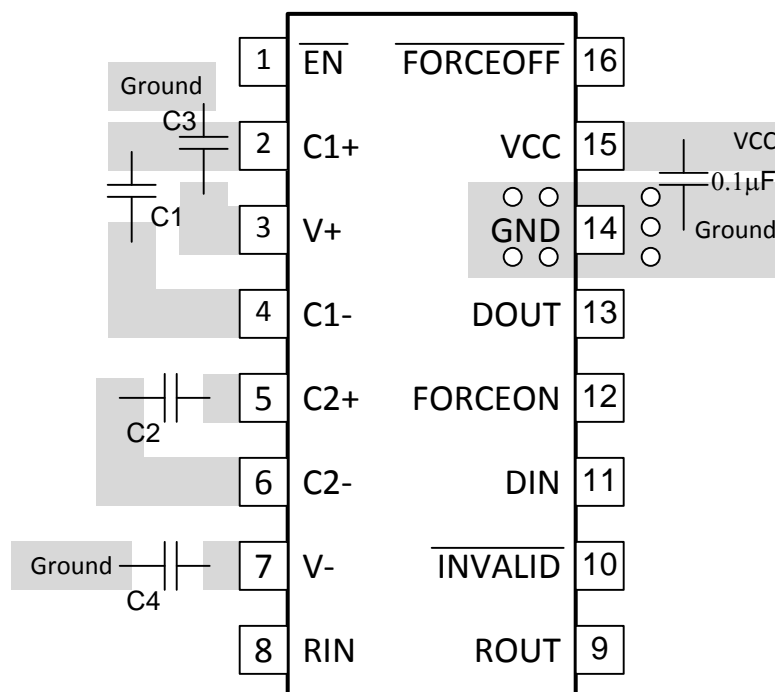 1 EN FORCEOFF 16
Ground
C3
2 C1+ VCC 15 VCC
0.1µF
C1
3 V+ GND 14 Ground
4 C1- DOUT 13
5 C2+ FORCEON 12
C2
6 C2- DIN 11
Ground 7 V- INVALID 10
C4
8 RIN ROUT 9